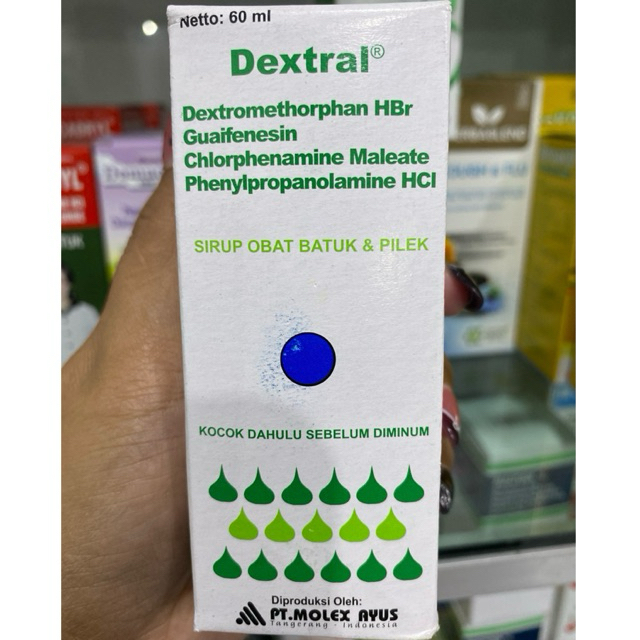 Netto: 60 ml
Dextral®
Dextromethorphan HBr
Guaifenesin
Chlorphenamine Maleate
Phenylpropanolamine HCl
SIRUP OBAT BATUK & PILEK
KOCOK DAHULU SEBELUM DIMINUM
Diproduksi Oleh:
PT.MOLEX AYUS
Tangerang - Indonesia